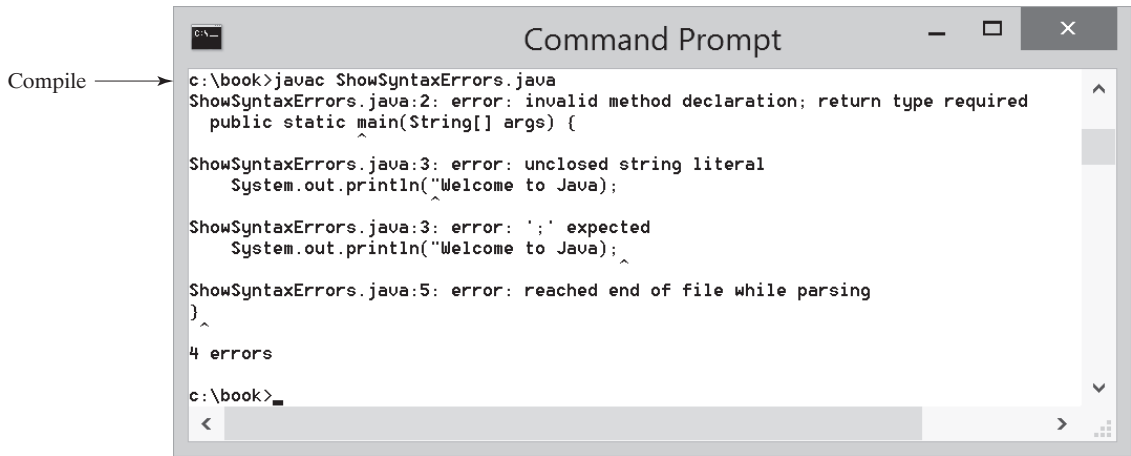 Command Prompt
Compile
c:\book>javac ShowSyntaxErrors.java
ShowSyntaxErrors.java:2: error: invalid method declaration; return type required
  public static main(String[] args) {
                ^
ShowSyntaxErrors.java:3: error: unclosed string literal
    System.out.println("Welcome to Java);
                       ^
ShowSyntaxErrors.java:3: error: ';' expected
    System.out.println("Welcome to Java);
                                         ^
ShowSyntaxErrors.java:5: error: reached end of file while parsing
}
 ^
4 errors
c:\book>